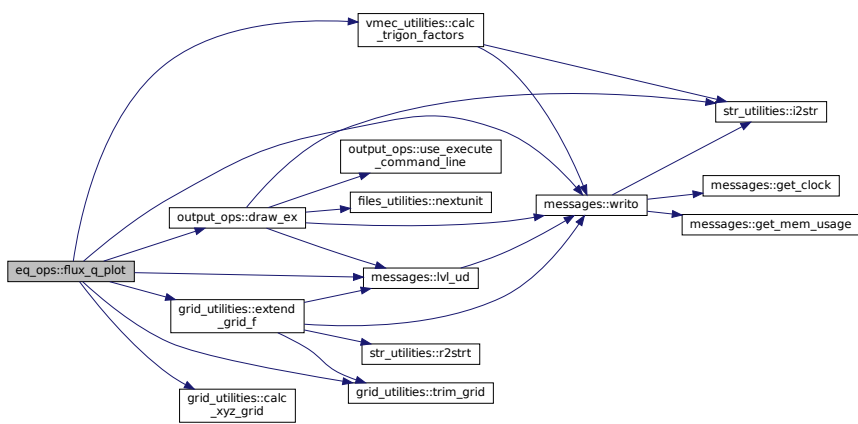 vmec_utilities::calc
_trigon_factors
str_utilities::i2str
output_ops::use_execute
_command_line
messages::get_clock
files_utilities::nextunit
messages::writo
output_ops::draw_ex
messages::get_mem_usage
eq_ops::flux_q_plot
messages::lvl_ud
grid_utilities::extend
_grid_f
str_utilities::r2strt
grid_utilities::trim_grid
grid_utilities::calc
_xyz_grid